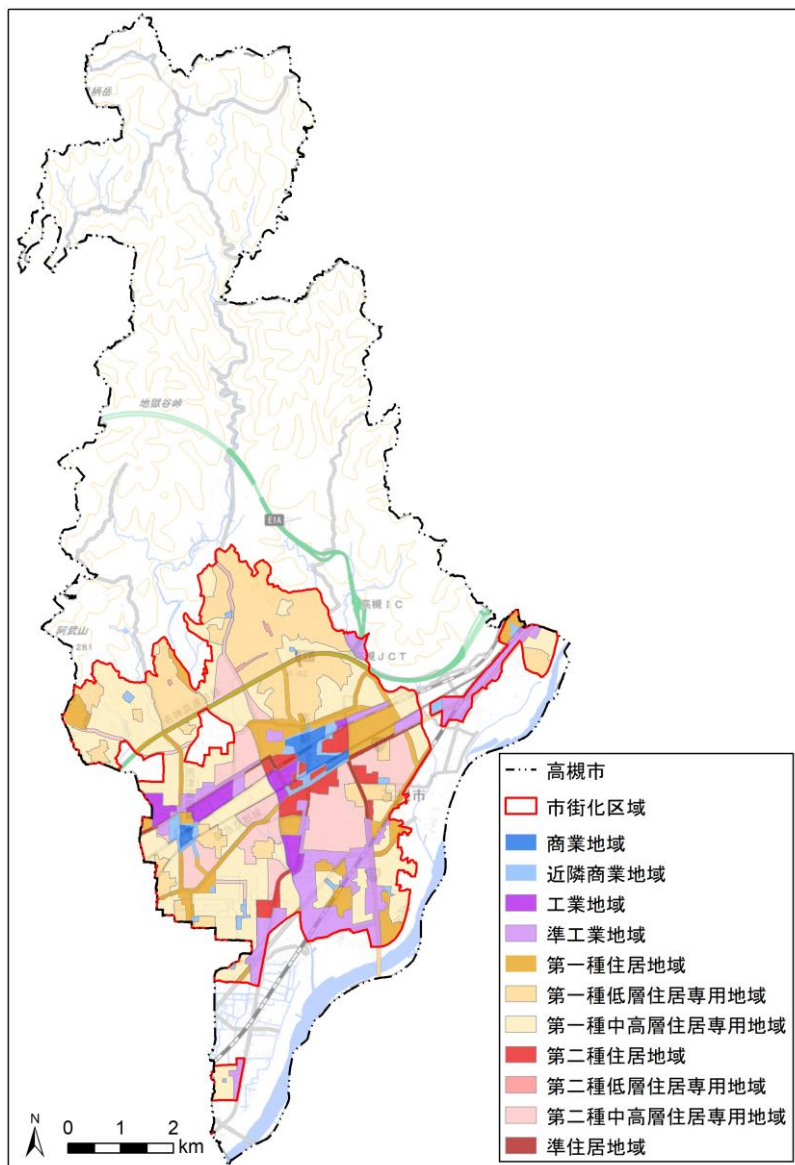 地獄谷峠
E1A
高槻IC
阿武山
281
N
0 1 2
km
高槻市
市街化区域
商業地域
近隣商業地域
工業地域
準工業地域
第一種住居地域
第一種低層住居専用地域
第一種中高層住居専用地域
第二種住居地域
第二種低層住居専用地域
第二種中高層住居専用地域
準住居地域